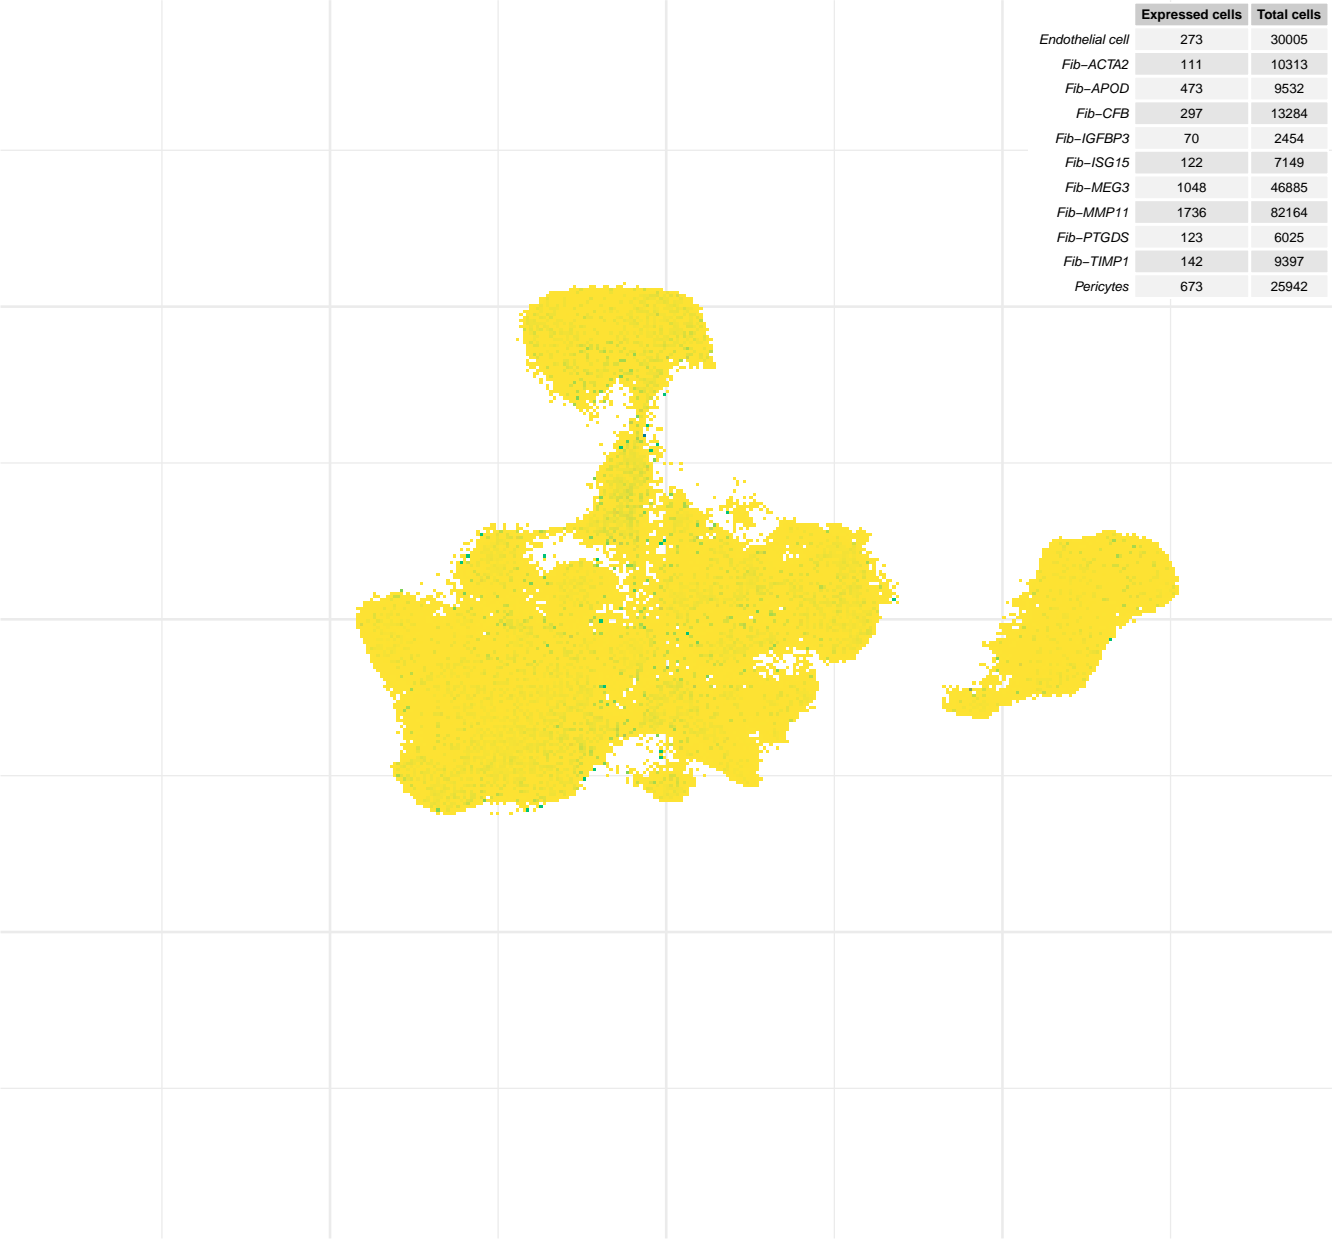 Expressed cells Total cells
Endothelial cell 273 30005
Fib−ACTA2 111 10313
Fib−APOD 473 9532
Fib−CFB 297 13284
Fib−IGFBP3 70 2454
Fib−ISG15 122 7149
Fib−MEG3 1048 46885
Fib−MMP11 1736 82164
Fib−PTGDS 123 6025
Fib−TIMP1 142 9397
Pericytes 673 25942